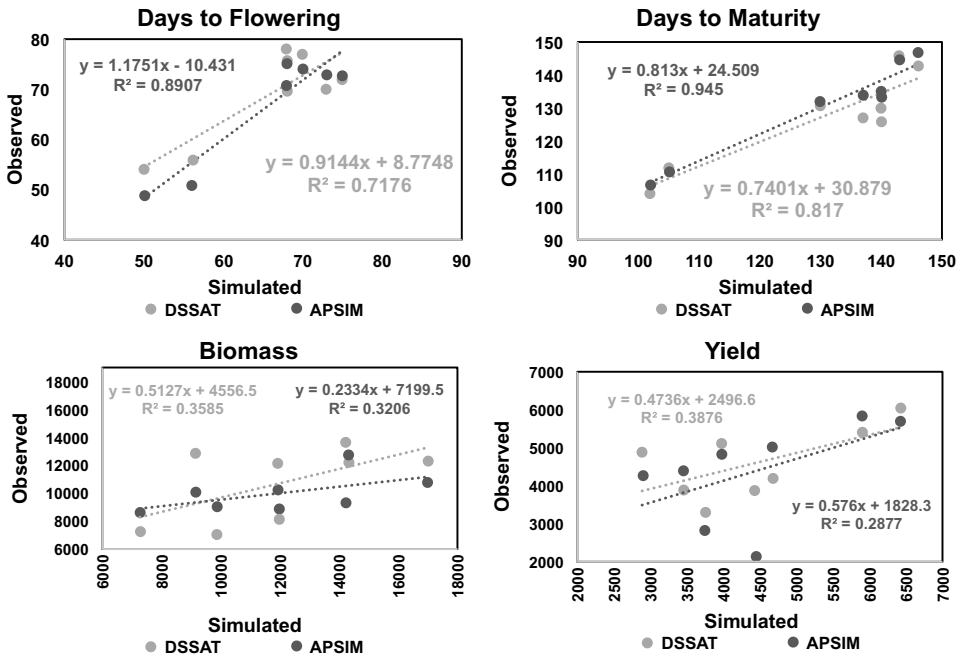 Days to Flowering
80
70
60
50
40
40 50 60 70 80 90
Observed
Simulated
y = 1.1751x - 10.431
R² = 0.8907
y = 0.9144x + 8.7748
R² = 0.7176
DSSAT APSIM
Days to Maturity
150
140
130
120
110
100
90
90 100 110 120 130 140 150
Observed
Simulated
y = 0.813x + 24.509
R² = 0.945
y = 0.7401x + 30.879
R² = 0.817
DSSAT APSIM
Biomass
18000
16000
14000
12000
10000
8000
6000
6000 8000 10000 12000 14000 16000 18000
Observed
Simulated
y = 0.5127x + 4556.5
R² = 0.3585
y = 0.2334x + 7199.5
R² = 0.3206
DSSAT APSIM
Yield
7000
6000
5000
4000
3000
2000
2000 2500 3000 3500 4000 4500 5000 5500 6000 6500 7000
Observed
Simulated
y = 0.4736x + 2496.6
R² = 0.3876
y = 0.576x + 1828.3
R² = 0.2877
DSSAT APSIM